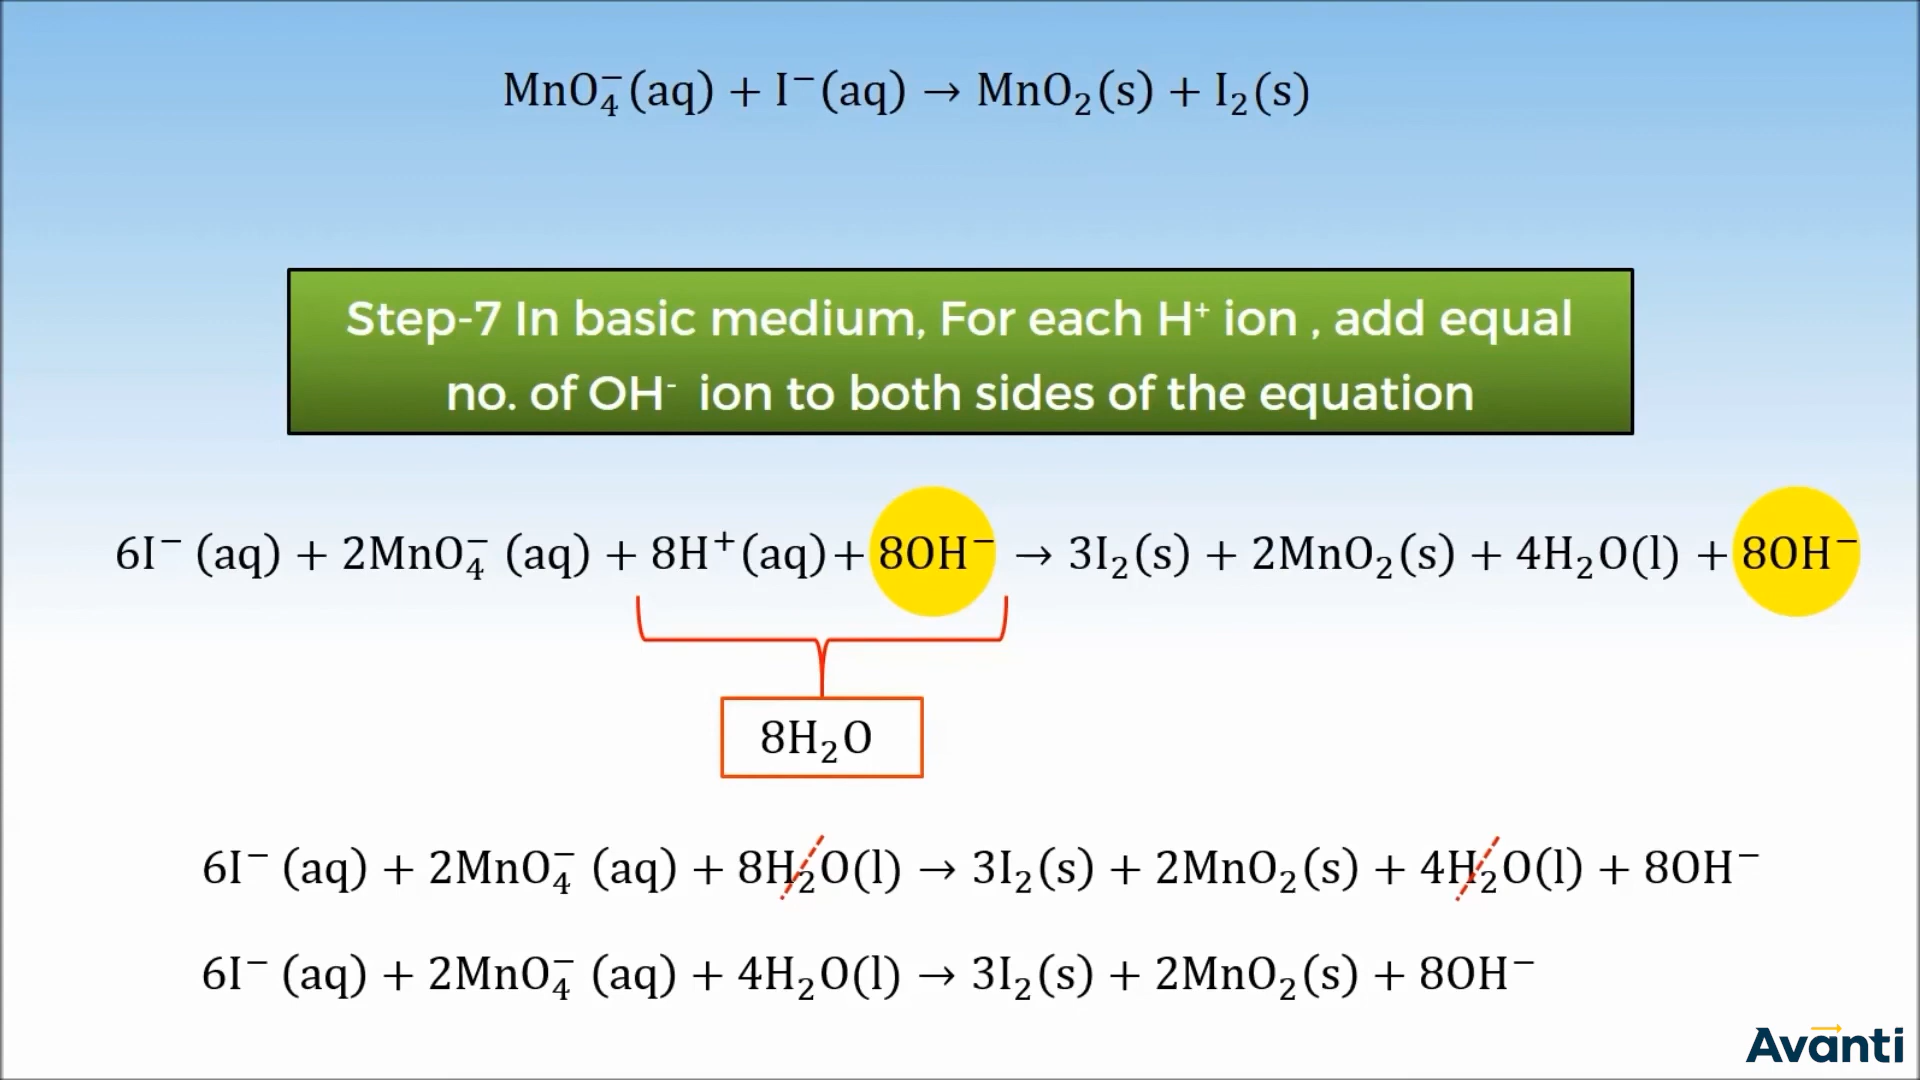 MnO₄⁻(aq) + I⁻(aq) → MnO₂(s) + I₂(s)
Step-7 In basic medium, For each H⁺ ion , add equal
no. of OH⁻ ion to both sides of the equation
6I⁻ (aq) + 2MnO₄⁻ (aq) + 8H⁺(aq)+ 8OH⁻ → 3I₂(s) + 2MnO₂(s) + 4H₂O(l) + 8OH⁻
8H₂O
6I⁻ (aq) + 2MnO₄⁻ (aq) + 8H₂O(l) → 3I₂(s) + 2MnO₂(s) + 4H₂O(l) + 8OH⁻
6I⁻ (aq) + 2MnO₄⁻ (aq) + 4H₂O(l) → 3I₂(s) + 2MnO₂(s) + 8OH⁻
Avanti